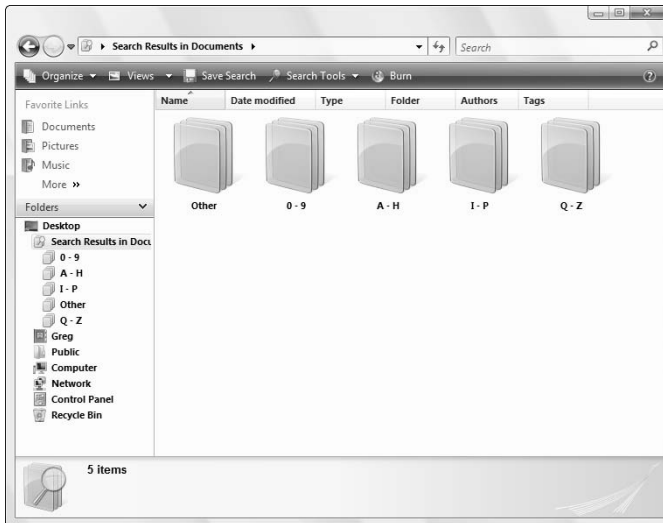 Search Results in Documents
Search
Organize Views Save Search Search Tools Burn
Favorite Links
Documents
Pictures
Music
More »
Folders
Desktop
Search Results in Docu
0 - 9
A - H
I - P
Other
Q - Z
Greg
Public
Computer
Network
Control Panel
Recycle Bin
Name Date modified Type Folder Authors Tags
Other 0 - 9 A - H I - P Q - Z
5 items